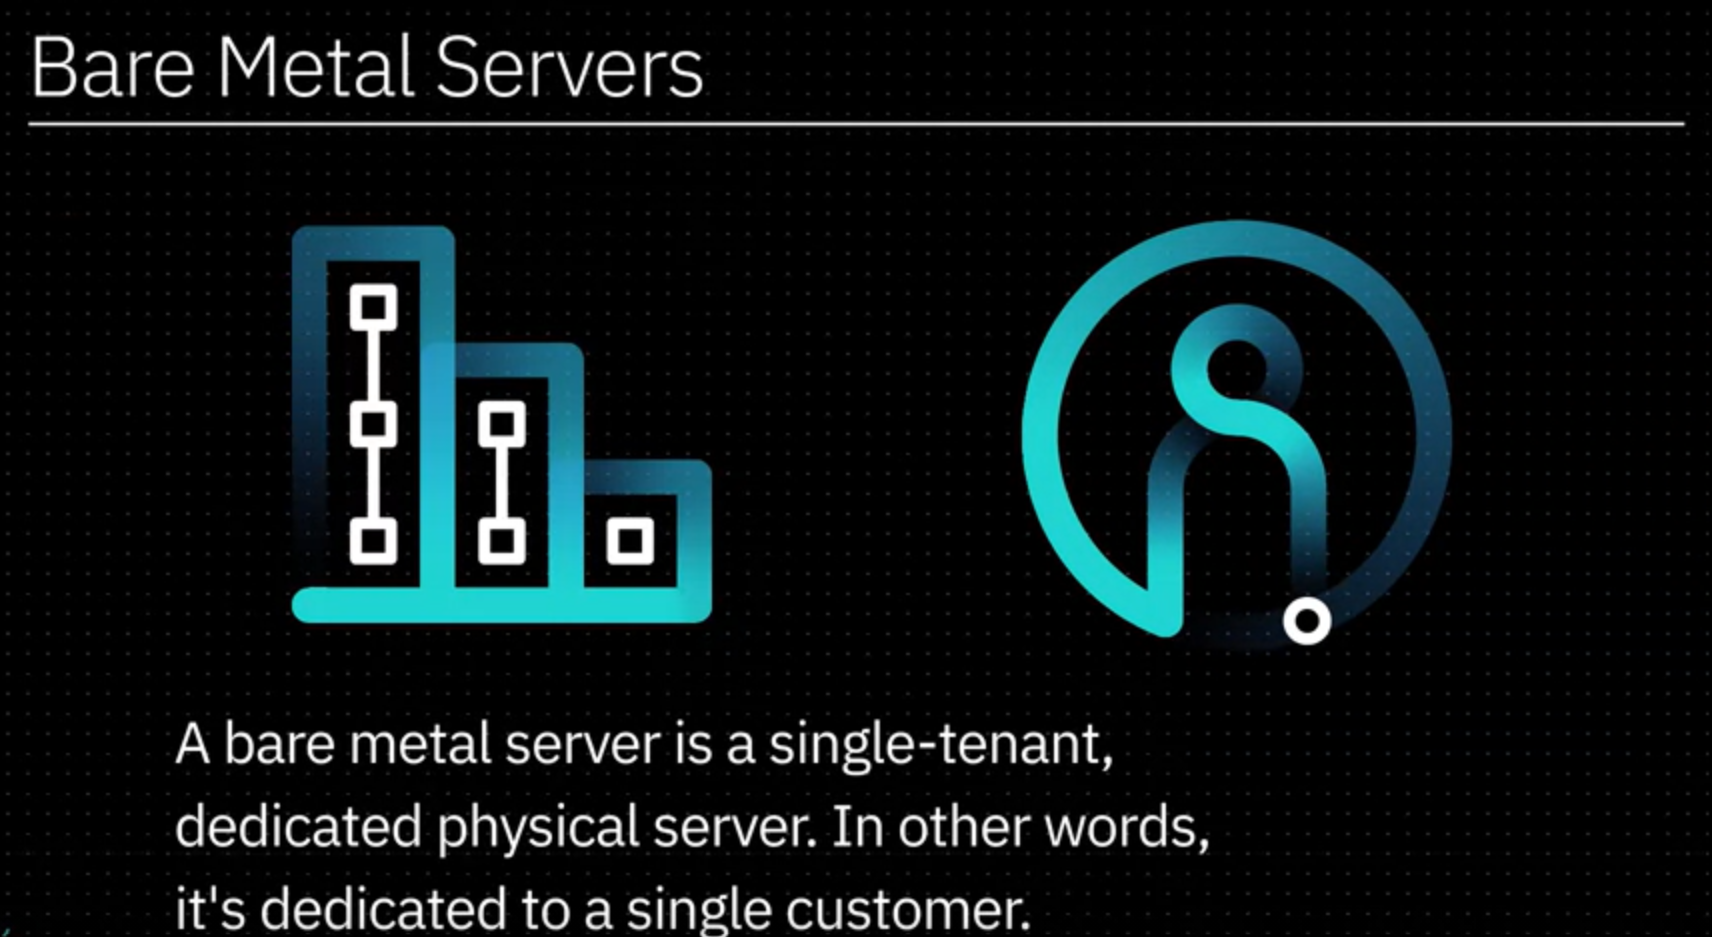 Bare Metal Servers
A bare metal server is a single-tenant,
dedicated physical server. In other words,
it's dedicated to a single customer.